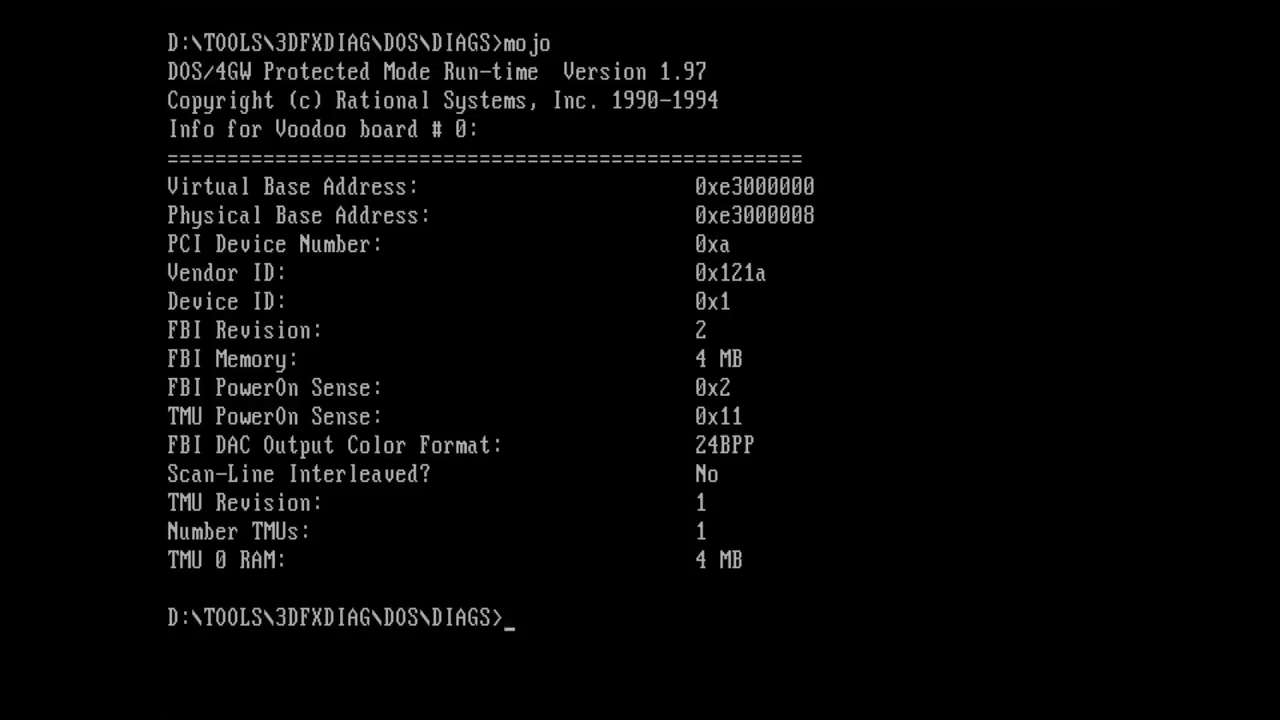 D:\TOOLS\3DFXDIAG\DOS\DIAGS>mojo
DOS/4GW Protected Mode Run-time  Version 1.97
Copyright (c) Rational Systems, Inc. 1990-1994
Info for Voodoo board # 0:
=====================================================
Virtual Base Address: 0xe3000000
Physical Base Address: 0xe3000008
PCI Device Number: 0xa
Vendor ID: 0x121a
Device ID: 0x1
FBI Revision: 2
FBI Memory: 4 MB
FBI PowerOn Sense: 0x2
TMU PowerOn Sense: 0x11
FBI DAC Output Color Format: 24BPP
Scan-Line Interleaved? No
TMU Revision: 1
Number TMUs: 1
TMU 0 RAM: 4 MB
D:\TOOLS\3DFXDIAG\DOS\DIAGS>_